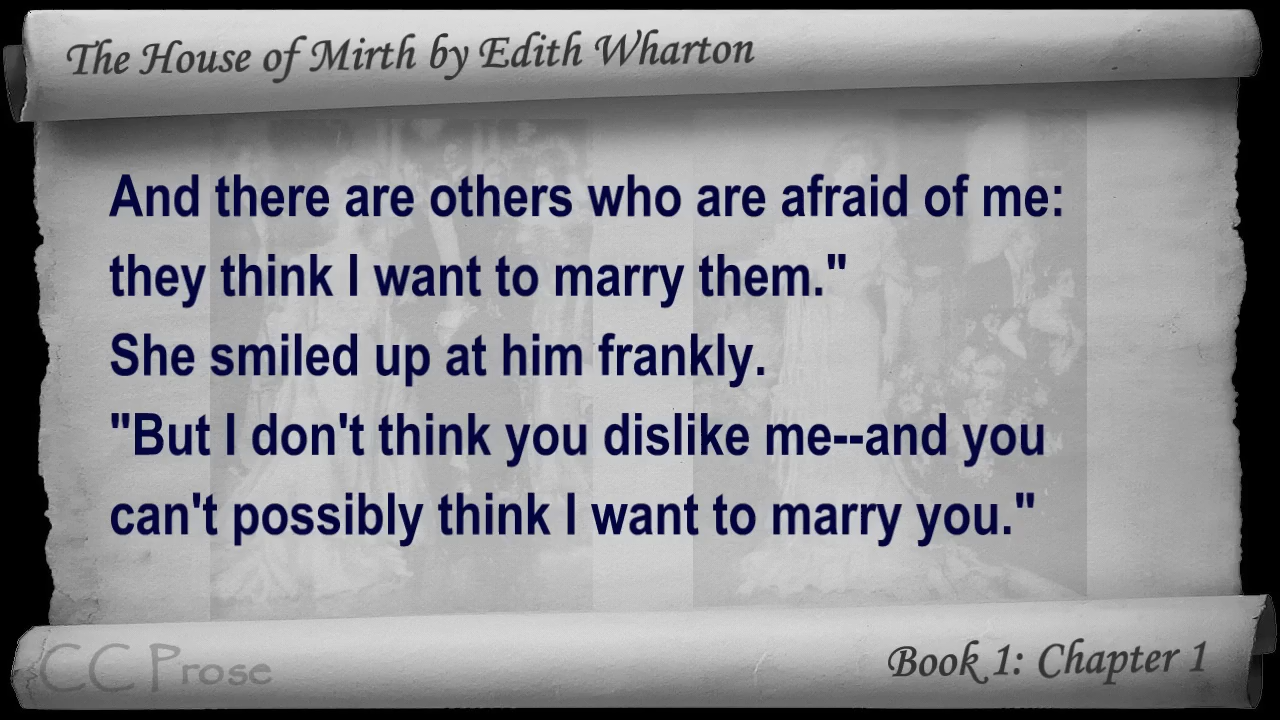 The House of Mirth by Edith Wharton
And there are others who are afraid of me:
they think I want to marry them."
She smiled up at him frankly.
"But I don't think you dislike me--and you
can't possibly think I want to marry you."
CC Prose
Book 1: Chapter 1